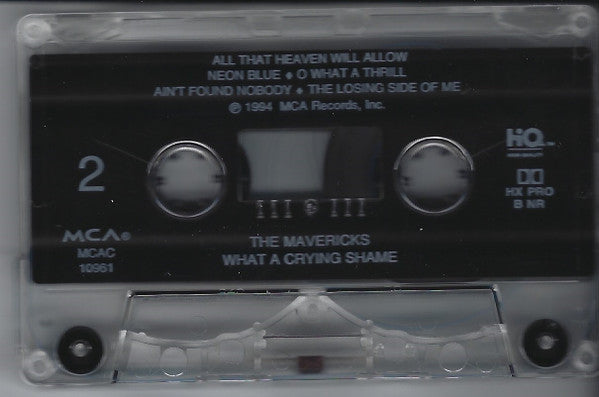 ALL THAT HEAVEN WILL ALLOW
NEON BLUE ◆ O WHAT A THRILL
AIN'T FOUND NOBODY ◆ THE LOSING SIDE OF ME
℗ 1994 MCA Records, Inc.
2
HiQ™
HIGH QUALITY
HX PRO
B NR
MCA®
MCAC
10961
THE MAVERICKS
WHAT A CRYING SHAME